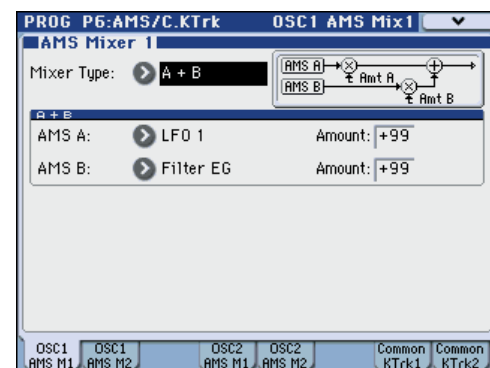 PROG P6:AMS/C.KTrk OSC1 AMS Mix1
AMS Mixer 1
Mixer Type: A + B
AMS A Amt A
AMS B Amt B
A + B
AMS A: LFO 1 Amount: +99
AMS B: Filter EG Amount: +99
OSC1 AMS M1 OSC1 AMS M2 OSC2 AMS M1 OSC2 AMS M2 Common KTrk1 Common KTrk2